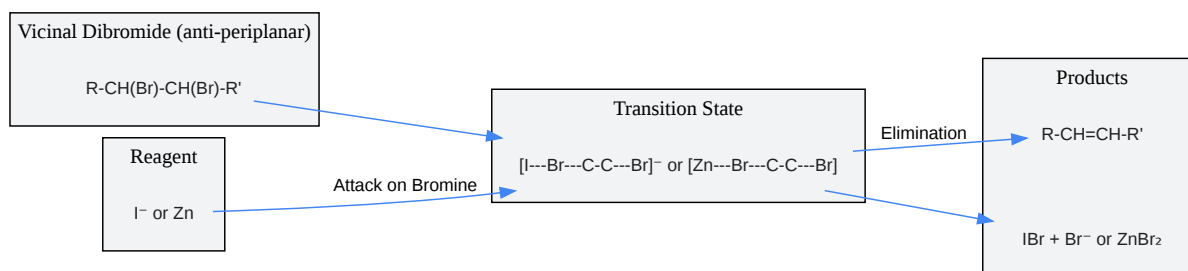 Vicinal Dibromide (anti-periplanar)
R-CH(Br)-CH(Br)-R'
Reagent
I⁻ or Zn
Attack on Bromine
Transition State
[I---Br---C-C---Br]⁻ or [Zn---Br---C-C---Br]
Elimination
Products
R-CH=CH-R'
IBr + Br⁻ or ZnBr₂